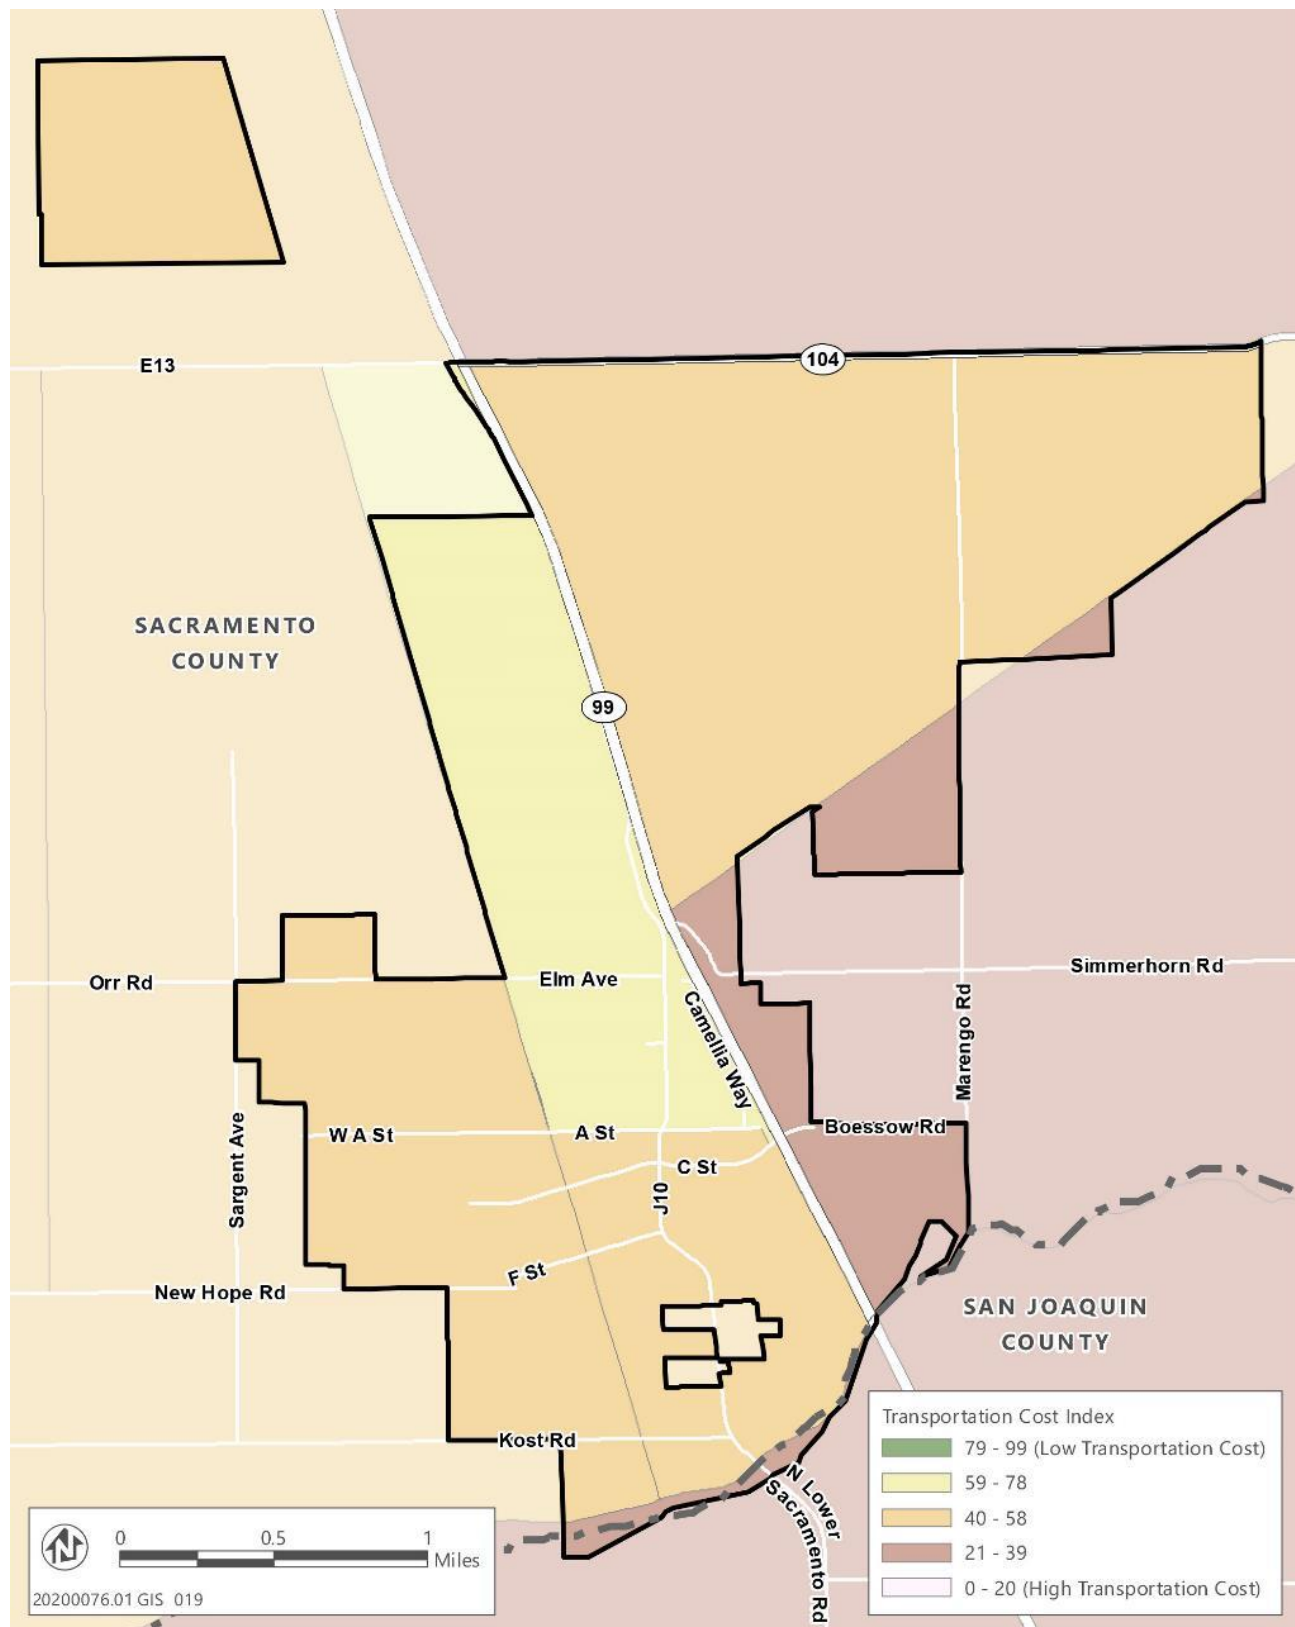 104
E13
SACRAMENTO
COUNTY
99
Orr Rd
Elm Ave
Simmerhorn Rd
Camellia Way
Marengo Rd
Sargent Ave
W A St
A St
Boessow Rd
C St
J10
F St
New Hope Rd
SAN JOAQUIN
COUNTY
Kost Rd
N Lower
Sacramento Rd
Transportation Cost Index
79 - 99 (Low Transportation Cost)
59 - 78
40 - 58
21 - 39
0 - 20 (High Transportation Cost)
N
0 0.5 1
Miles
20200076.01 GIS 019